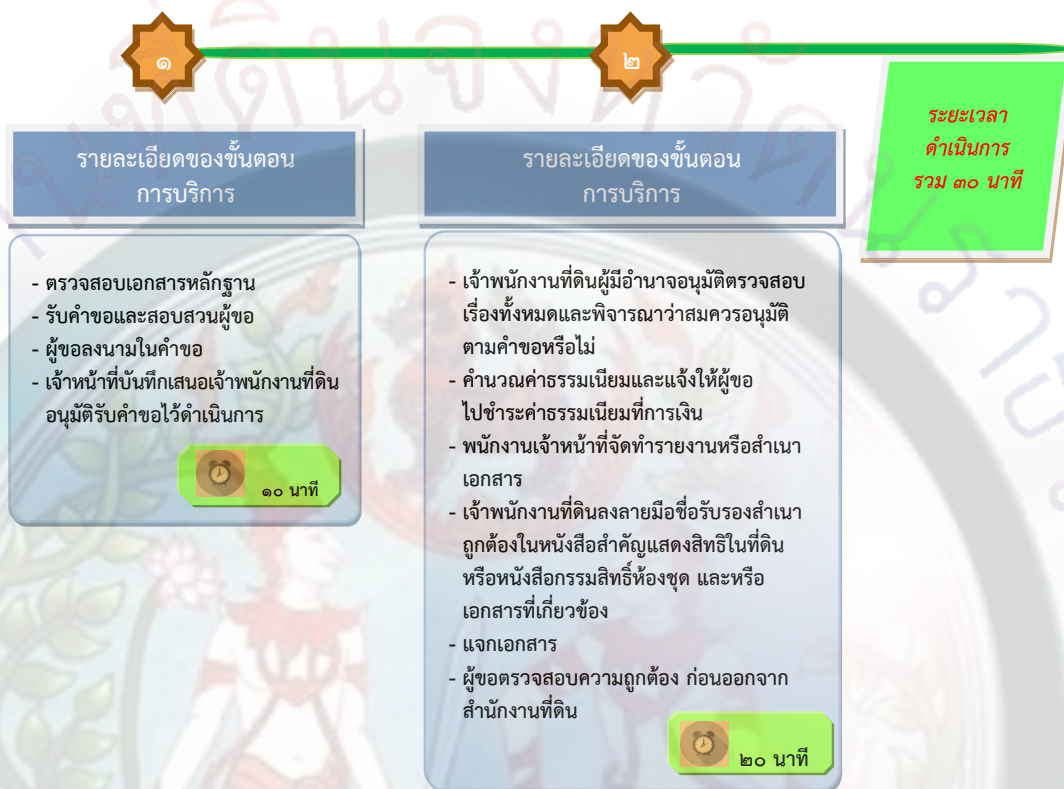 ๑
๒
รายละเอียดของขั้นตอน
การบริการ
- ตรวจสอบเอกสารหลักฐาน
- รับคำขอและสอบสวนผู้ขอ
- ผู้ขอลงนามในคำขอ
- เจ้าหน้าที่บันทึกเสนอเจ้าพนักงานที่ดิน
อนุมัติรับคำขอไว้ดำเนินการ
๑๐ นาที
รายละเอียดของขั้นตอน
การบริการ
- เจ้าพนักงานที่ดินผู้มีอำนาจอนุมัติตรวจสอบ
เรื่องทั้งหมดและพิจารณาว่าสมควรอนุมัติ
ตามคำขอหรือไม่
- คำนวณค่าธรรมเนียมและแจ้งให้ผู้ขอ
ไปชำระค่าธรรมเนียมที่การเงิน
- พนักงานเจ้าหน้าที่จัดทำรายงานหรือสำเนา
เอกสาร
- เจ้าพนักงานที่ดินลงลายมือชื่อรับรองสำเนา
ถูกต้องในหนังสือสำคัญแสดงสิทธิในที่ดิน
หรือหนังสือกรรมสิทธิ์ห้องชุด และหรือ
เอกสารที่เกี่ยวข้อง
- แจกเอกสาร
- ผู้ขอตรวจสอบความถูกต้อง ก่อนออกจาก
สำนักงานที่ดิน
๒๐ นาที
ระยะเวลา
ดำเนินการ
รวม ๓๐ นาที